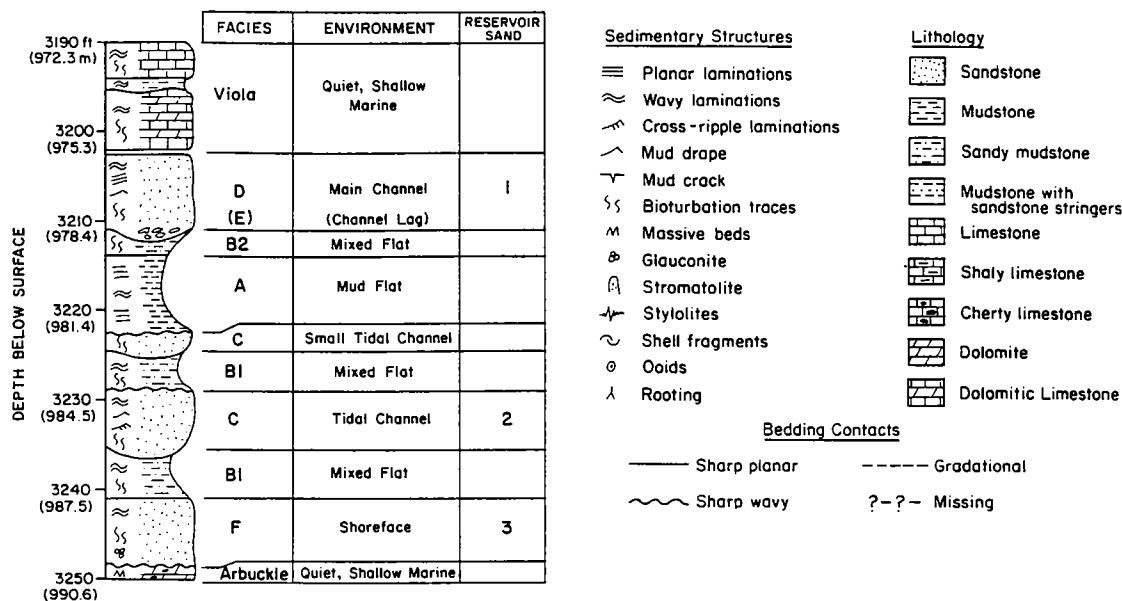 FACIES ENVIRONMENT RESERVOIR SAND
DEPTH BELOW SURFACE
3190 ft
(972.3 m)
3200
(975.3)
3210
(978.4)
3220
(981.4)
3230
(984.5)
3240
(987.5)
3250
(990.6)
Viola Quiet, Shallow Marine
D Main Channel 1
(E) (Channel Lag)
B2 Mixed Flat
A Mud Flat
C Small Tidal Channel
B1 Mixed Flat
C Tidal Channel 2
B1 Mixed Flat
F Shoreface 3
Arbuckle Quiet, Shallow Marine
Sedimentary Structures
Planar laminations
Wavy laminations
Cross-ripple laminations
Mud drape
Mud crack
Bioturbation traces
Massive beds
Glauconite
Stromatolite
Stylolites
Shell fragments
Ooids
Rooting
Lithology
Sandstone
Mudstone
Sandy mudstone
Mudstone with
sandstone stringers
Limestone
Shaly limestone
Cherty limestone
Dolomite
Dolomitic Limestone
Bedding Contacts
Sharp planar
Gradational
Sharp wavy
?-?- Missing